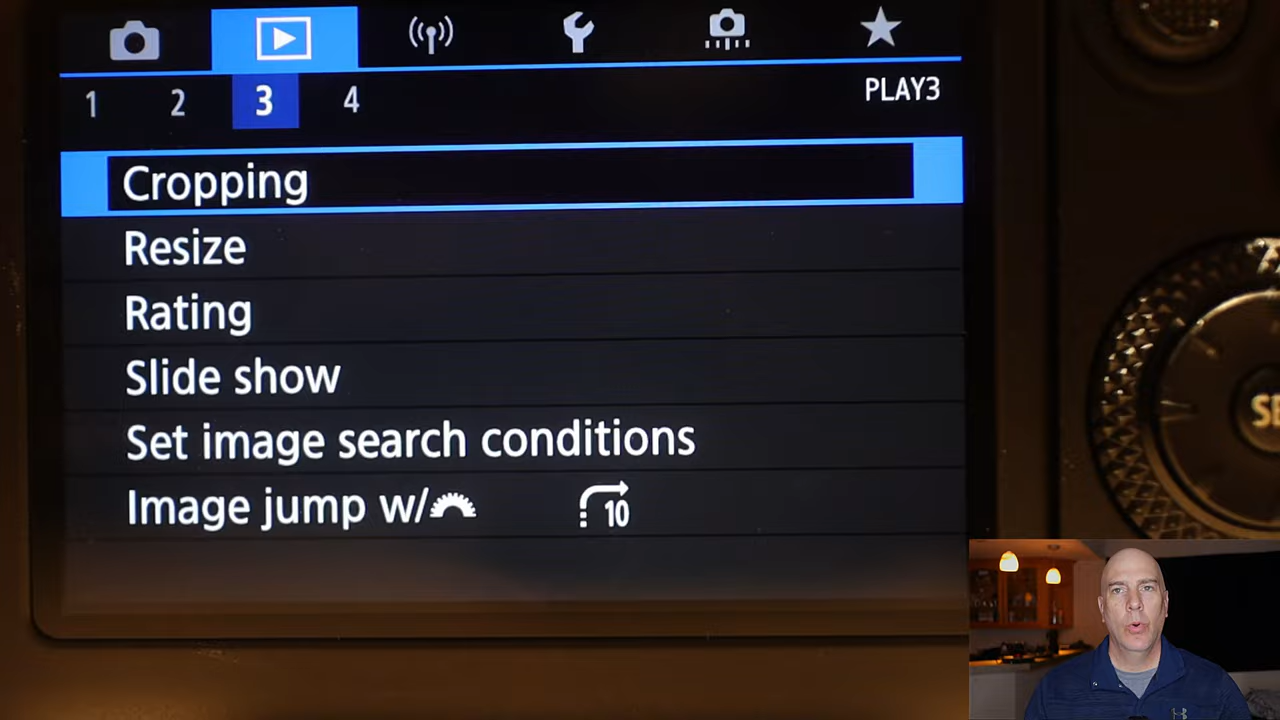 1 2 3 4 PLAY3
Cropping
Resize
Rating
Slide show
Set image search conditions
Image jump w/ 10